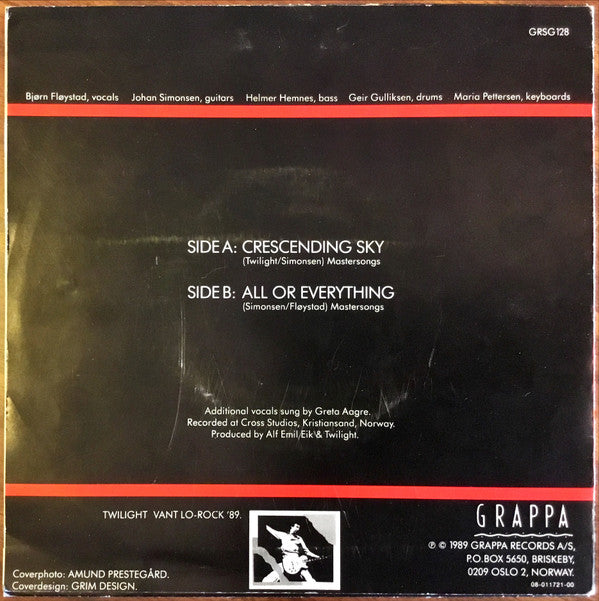 GRSG128
Bjørn Fløystad, vocals Johan Simonsen, guitars Helmer Hemnes, bass Geir Gulliksen, drums Maria Pettersen, keyboards
SIDE A: CRESCENDING SKY
(Twilight/Simonsen) Mastersongs
SIDE B: ALL OR EVERYTHING
(Simonsen/Fløystad) Mastersongs
Additional vocals sung by Greta Aagre.
Recorded at Cross Studios, Kristiansand, Norway.
Produced by Alf Emil Eik & Twilight.
TWILIGHT VANT LO-ROCK '89.
GRAPPA
℗ © 1989 GRAPPA RECORDS A/S,
P.O.BOX 5650, BRISKEBY,
0209 OSLO 2, NORWAY.
08-011721-00
Coverphoto: AMUND PRESTEGÅRD.
Coverdesign: GRIM DESIGN.